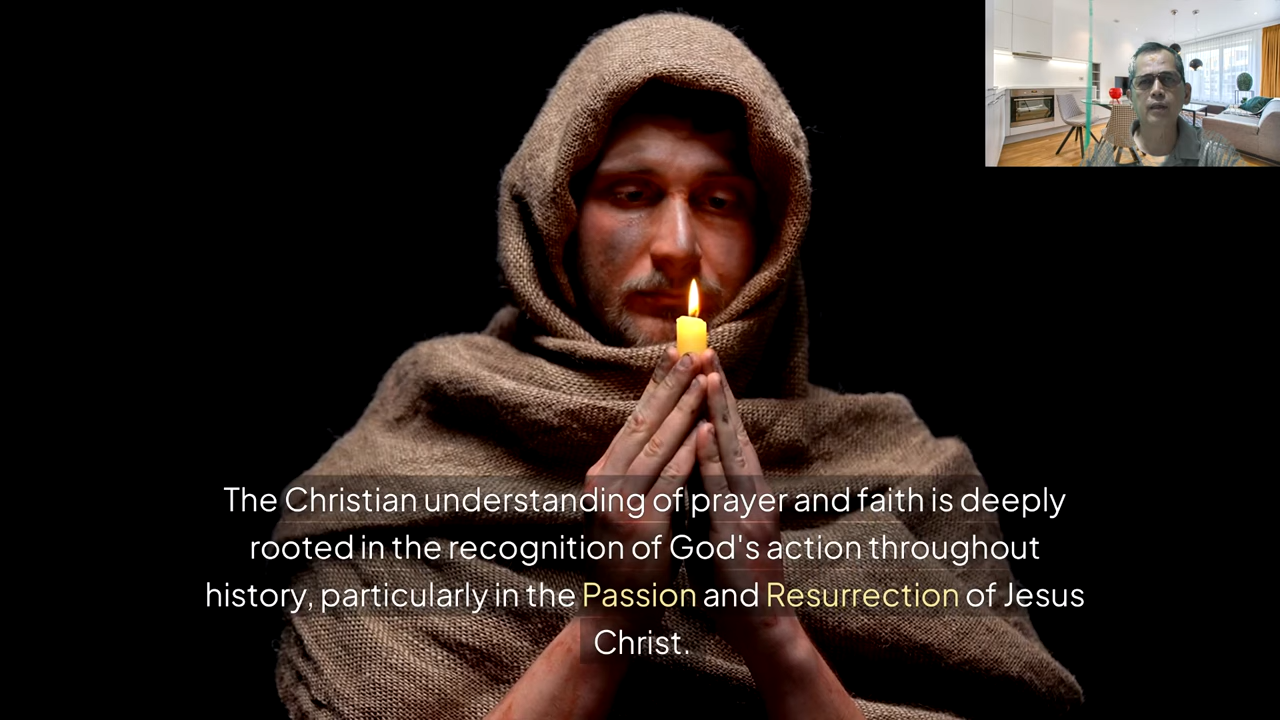 The Christian understanding of prayer and faith is deeply
rooted in the recognition of God's action throughout
history, particularly in the Passion and Resurrection of Jesus
Christ.